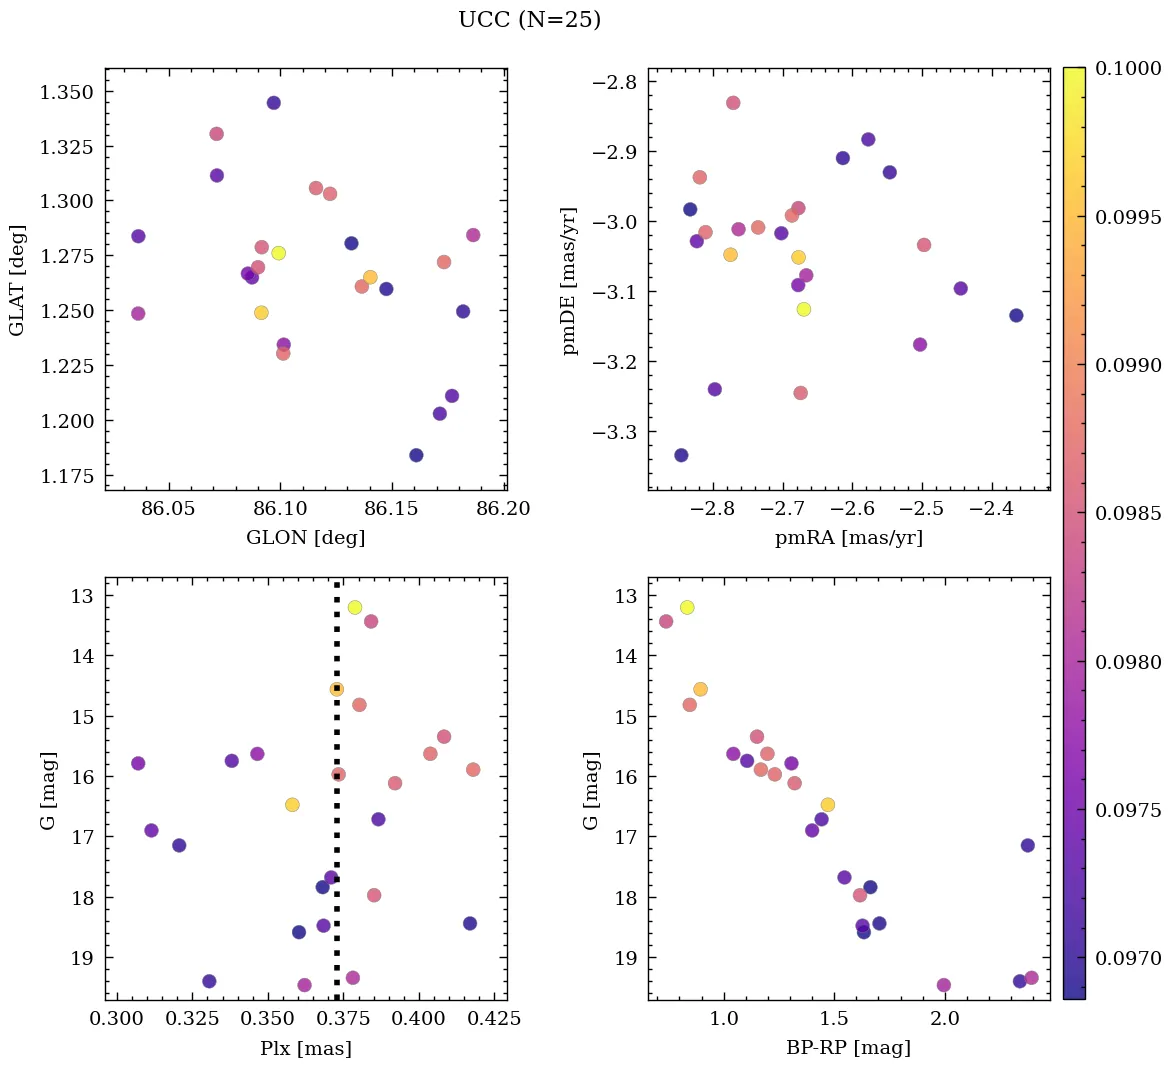 UCC (N=25)
1.350
1.325
1.300
1.275
1.250
1.225
1.200
1.175
GLAT [deg]
86.05 86.10 86.15 86.20
GLON [deg]
−2.8
−2.9
−3.0
−3.1
−3.2
−3.3
pmDE [mas/yr]
−2.8 −2.7 −2.6 −2.5 −2.4
pmRA [mas/yr]
13
14
15
16
17
18
19
G [mag]
0.300 0.325 0.350 0.375 0.400 0.425
Plx [mas]
13
14
15
16
17
18
19
G [mag]
1.0 1.5 2.0
BP-RP [mag]
0.1000
0.0995
0.0990
0.0985
0.0980
0.0975
0.0970